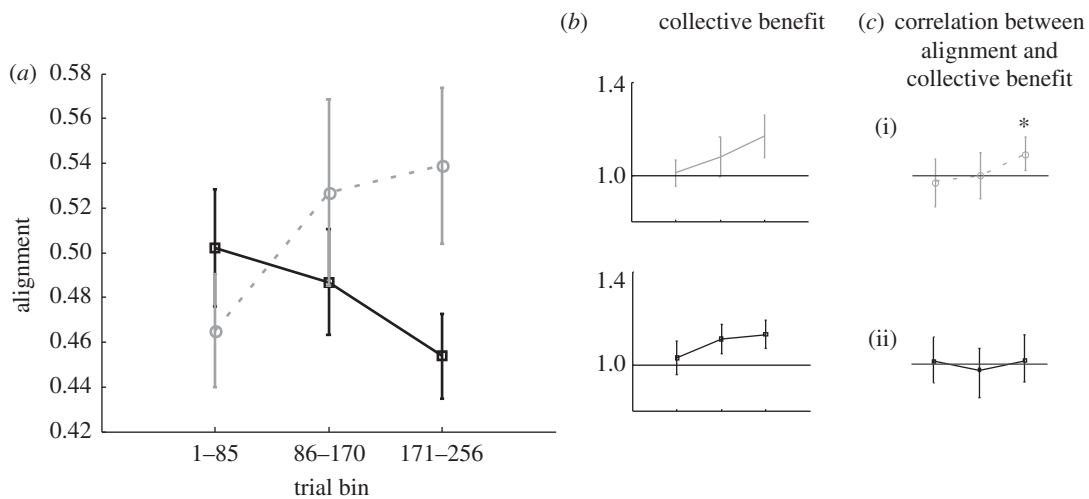 (a)
0.58
0.56
0.54
0.52
0.50
0.48
0.46
0.44
0.42
alignment
1–85
86–170
171–256
trial bin
(b)
collective benefit
1.4
1.0
1.4
1.0
(c) correlation between
alignment and
collective benefit
(i)
*
(ii)